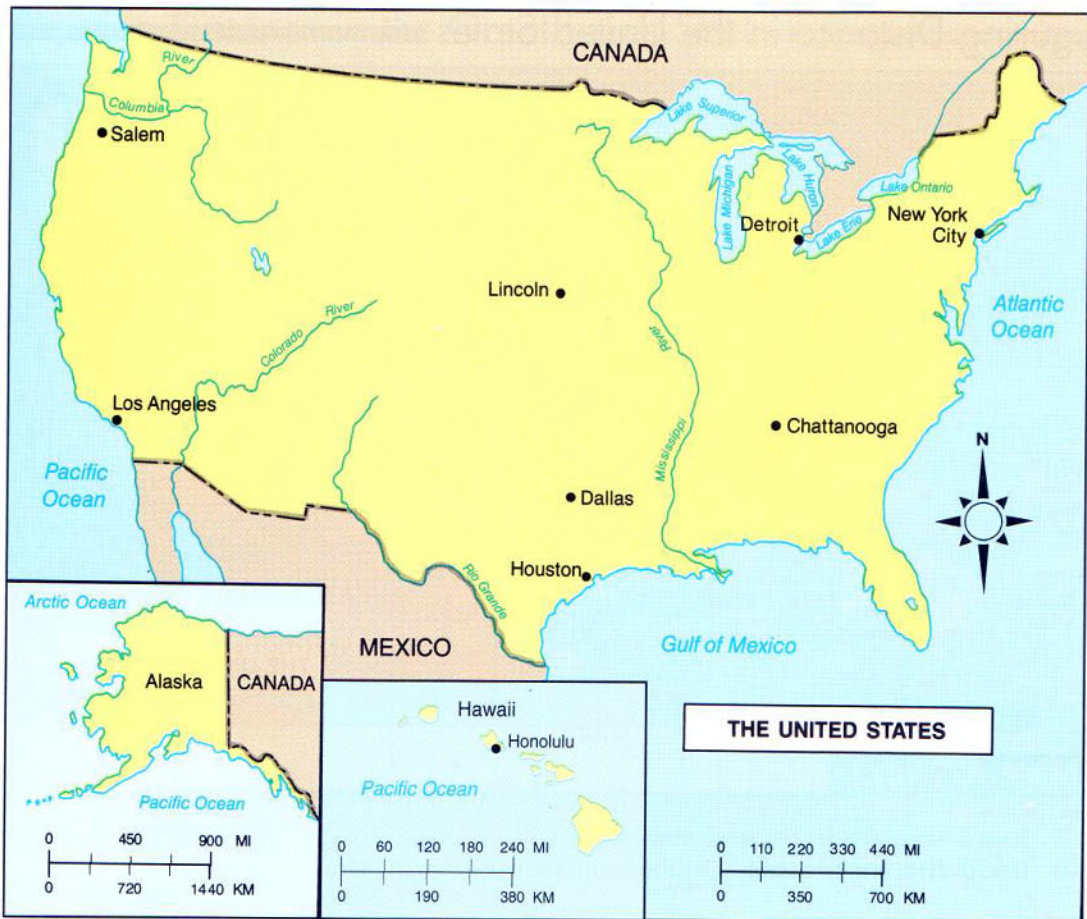 CANADA
River
Columbia
Salem
Lake Superior
Lake Michigan
Lake Huron
Lake Ontario
Lake Erie
Detroit
New York
City
Lincoln
River
Colorado
River
Mississippi
Atlantic
Ocean
Los Angeles
Chattanooga
N
Pacific
Ocean
Dallas
Houston
Rio Grande
MEXICO
Gulf of Mexico
Arctic Ocean
Alaska
CANADA
Pacific Ocean
0 450 900 MI
0 720 1440 KM
Hawaii
Honolulu
Pacific Ocean
0 60 120 180 240 MI
0 190 380 KM
THE UNITED STATES
0 110 220 330 440 MI
0 350 700 KM